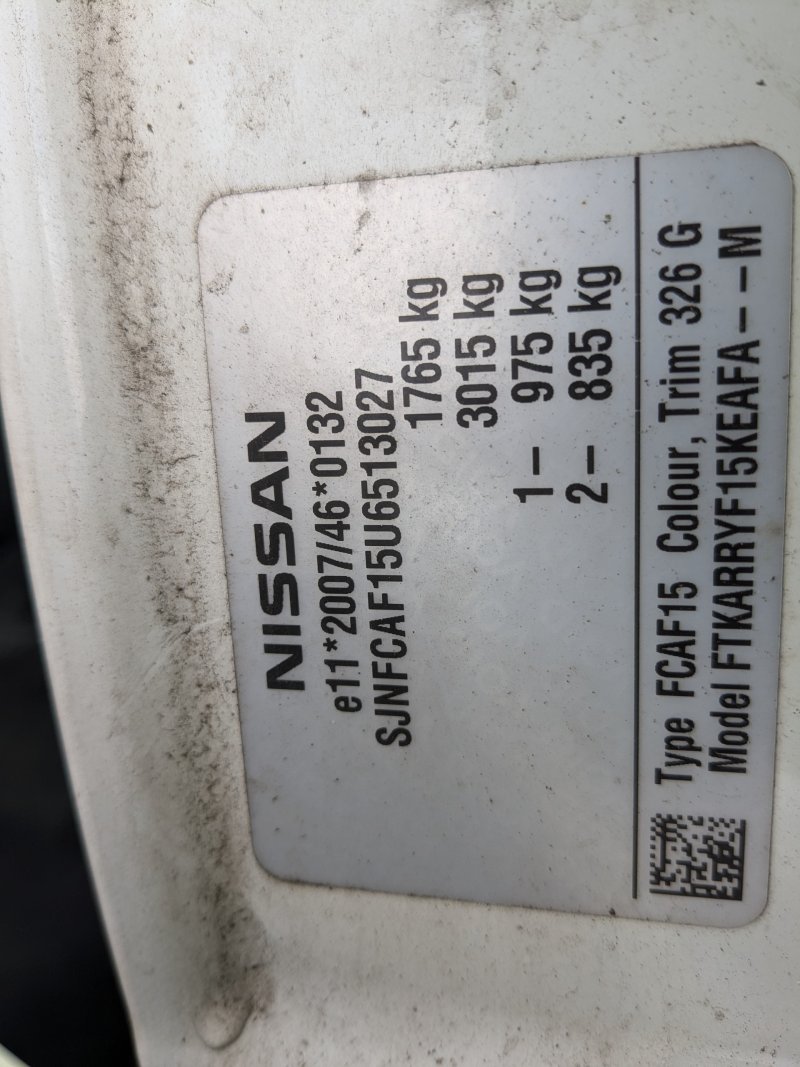 NISSAN
e11*2007/46*0132
SJNFCAF15U6513027
1765 kg
3015 kg
1– 975 kg
2– 835 kg
Type FCAF15 Colour, Trim 326 G
Model FTKARRYF15KEAFA – – M